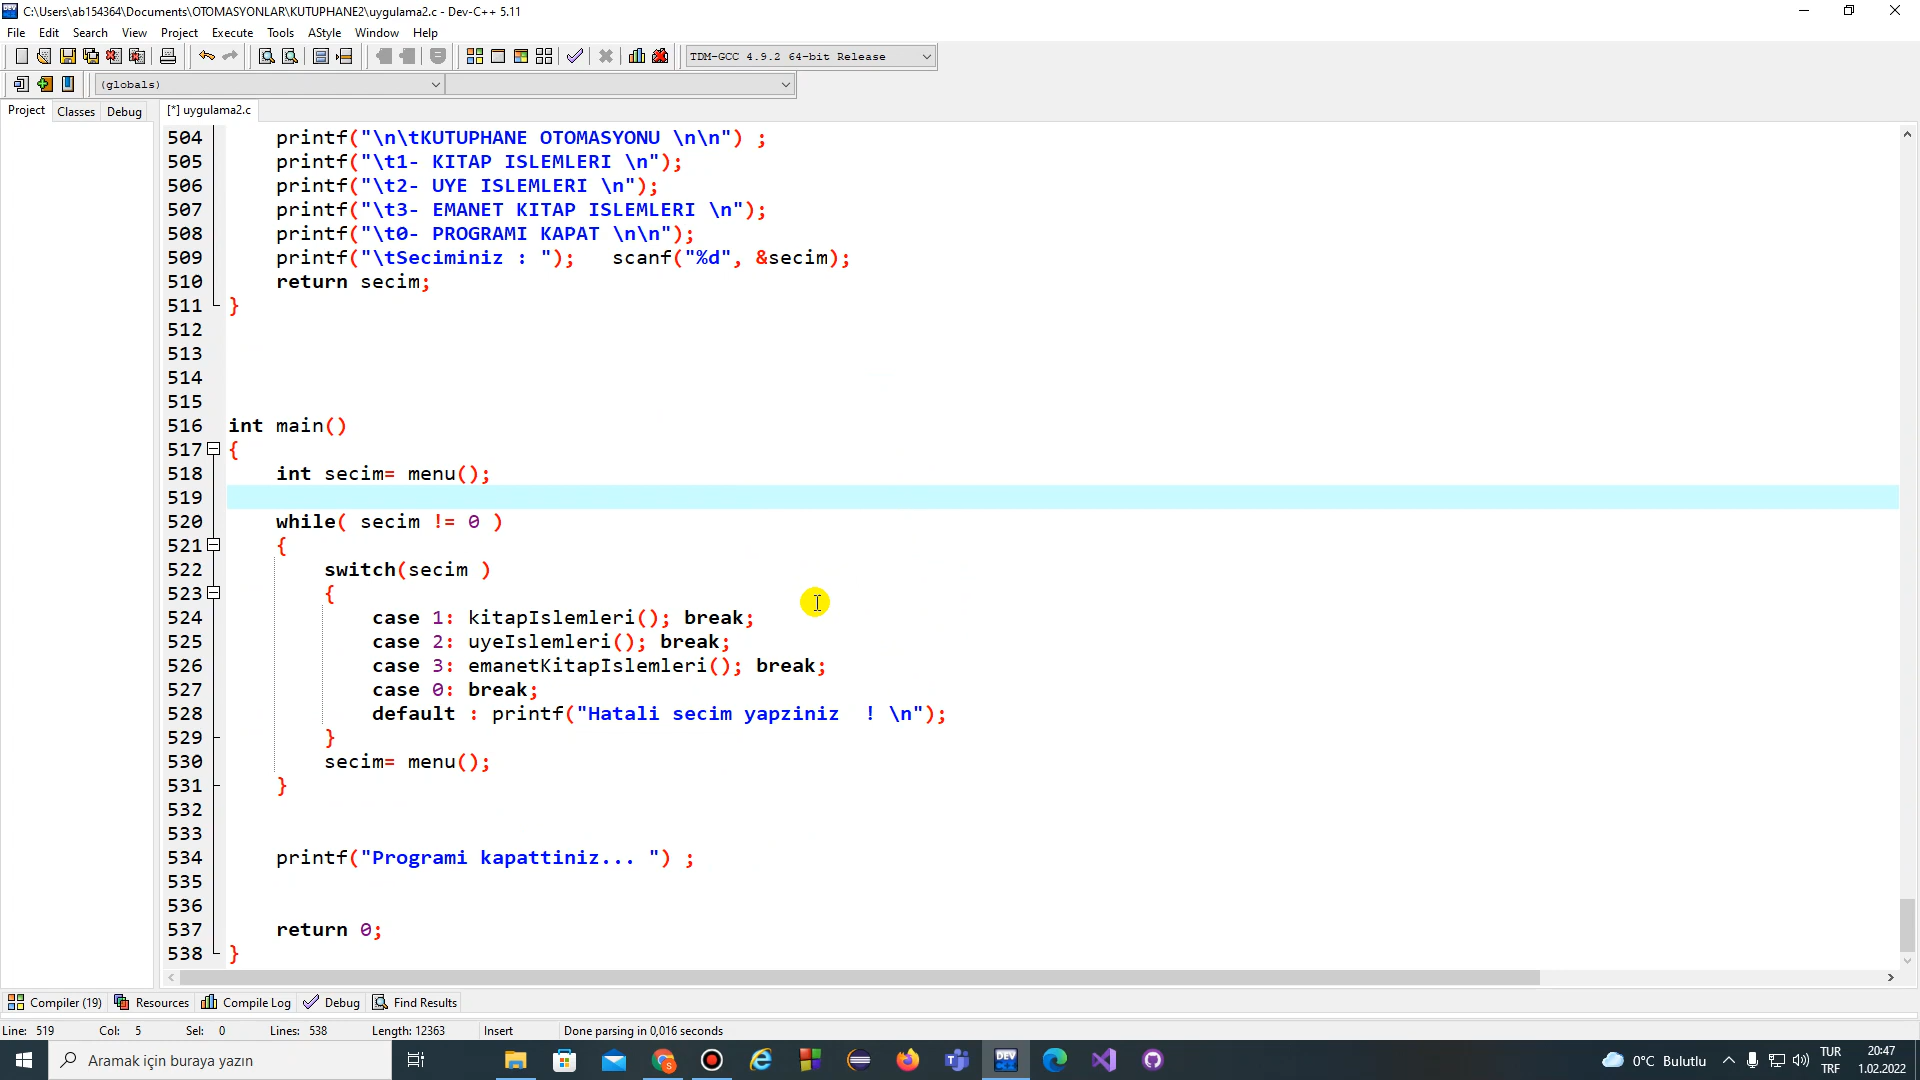 C:\Users\ab154364\Documents\OTOMASYONLAR\KUTUPHANE2\uygulama2.c - Dev-C++ 5.11
File Edit Search View Project Execute Tools AStyle Window Help
TDM-GCC 4.9.2 64-bit Release
(globals)
Project Classes Debug [*] uygulama2.c
504 printf("\n\tKUTUPHANE OTOMASYONU \n\n") ;
505 printf("\t1- KITAP ISLEMLERI \n");
506 printf("\t2- UYE ISLEMLERI \n");
507 printf("\t3- EMANET KITAP ISLEMLERI \n");
508 printf("\t0- PROGRAMI KAPAT \n\n");
509 printf("\tSeciminiz : "); scanf("%d", &secim);
510 return secim;
511 }
512
513
514
515
516 int main()
517 {
518 int secim= menu();
519
520 while( secim != 0 )
521 {
522 switch(secim )
523 {
524 case 1: kitapIslemleri(); break;
525 case 2: uyeIslemleri(); break;
526 case 3: emanetKitapIslemleri(); break;
527 case 0: break;
528 default : printf("Hatali secim yapziniz ! \n");
529 }
530 secim= menu();
531 }
532
533
534 printf("Programi kapattiniz... ") ;
535
536
537 return 0;
538 }
Compiler (19) Resources Compile Log Debug Find Results
Line: 519 Col: 5 Sel: 0 Lines: 538 Length: 12363 Insert Done parsing in 0,016 seconds
Aramak için buraya yazın
DEV
0°C Bulutlu
TUR
TRF
20:47
1.02.2022